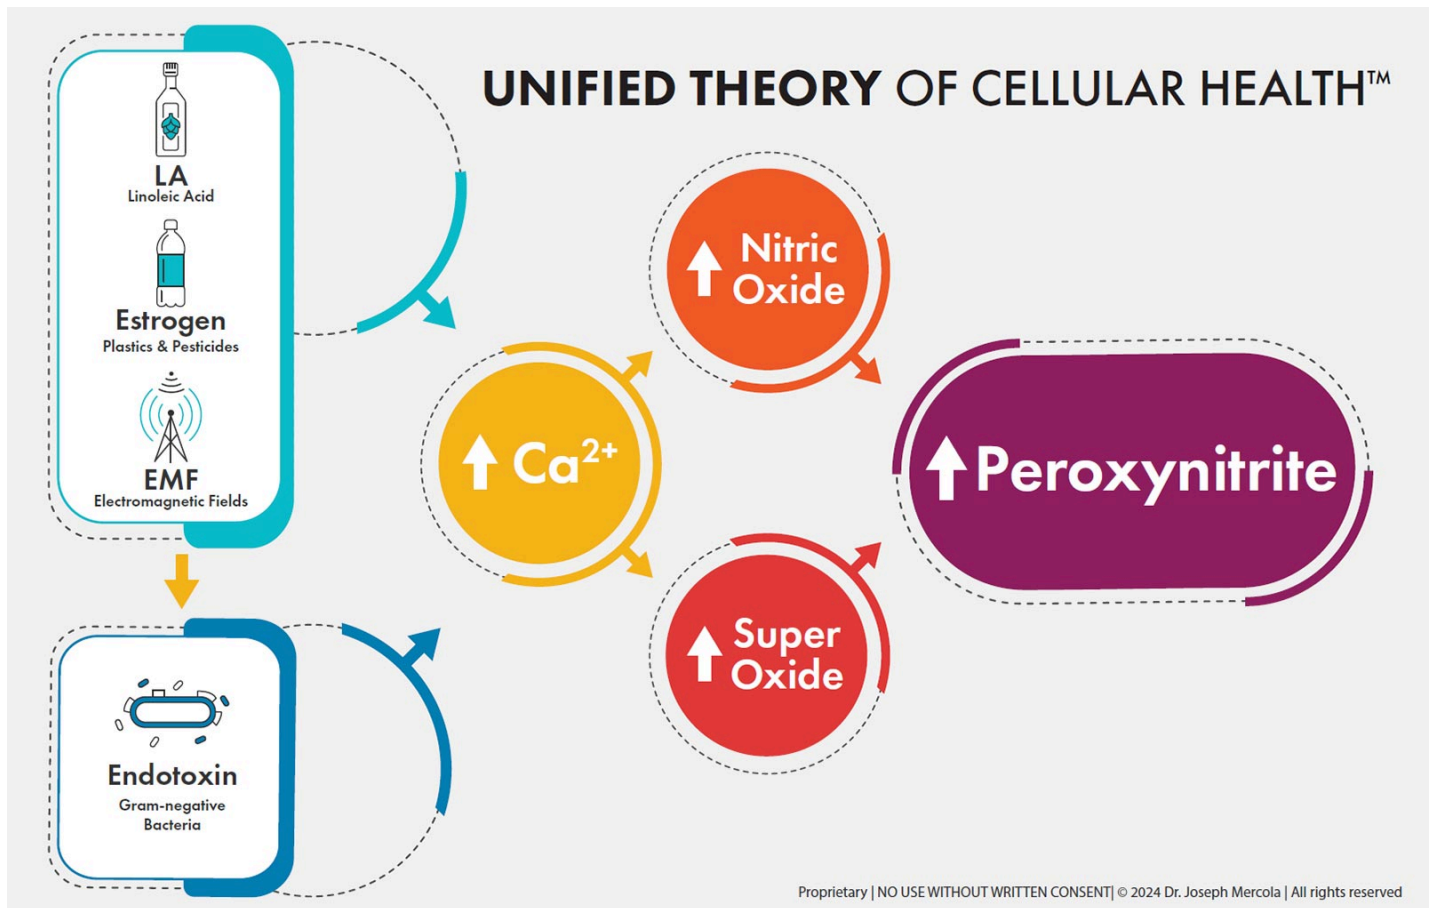 UNIFIED THEORY OF CELLULAR HEALTH™
LA
Linoleic Acid
Estrogen
Plastics & Pesticides
EMF
Electromagnetic Fields
Endotoxin
Gram-negative
Bacteria
Ca²⁺
Nitric
Oxide
Super
Oxide
Peroxynitrite
Proprietary | NO USE WITHOUT WRITTEN CONSENT| © 2024 Dr. Joseph Mercola | All rights reserved